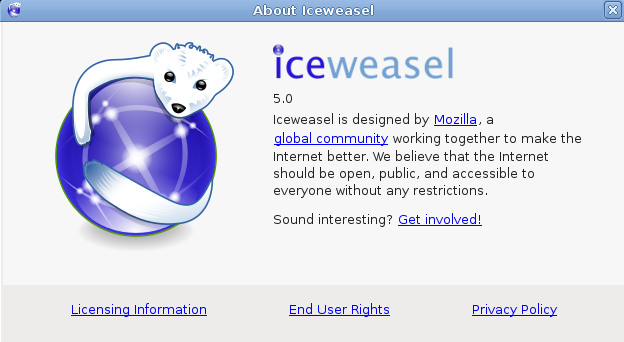 About Iceweasel
iceweasel
5.0
Iceweasel is designed by Mozilla, a
global community working together to make the
Internet better. We believe that the Internet
should be open, public, and accessible to
everyone without any restrictions.
Sound interesting? Get involved!
Licensing Information End User Rights Privacy Policy